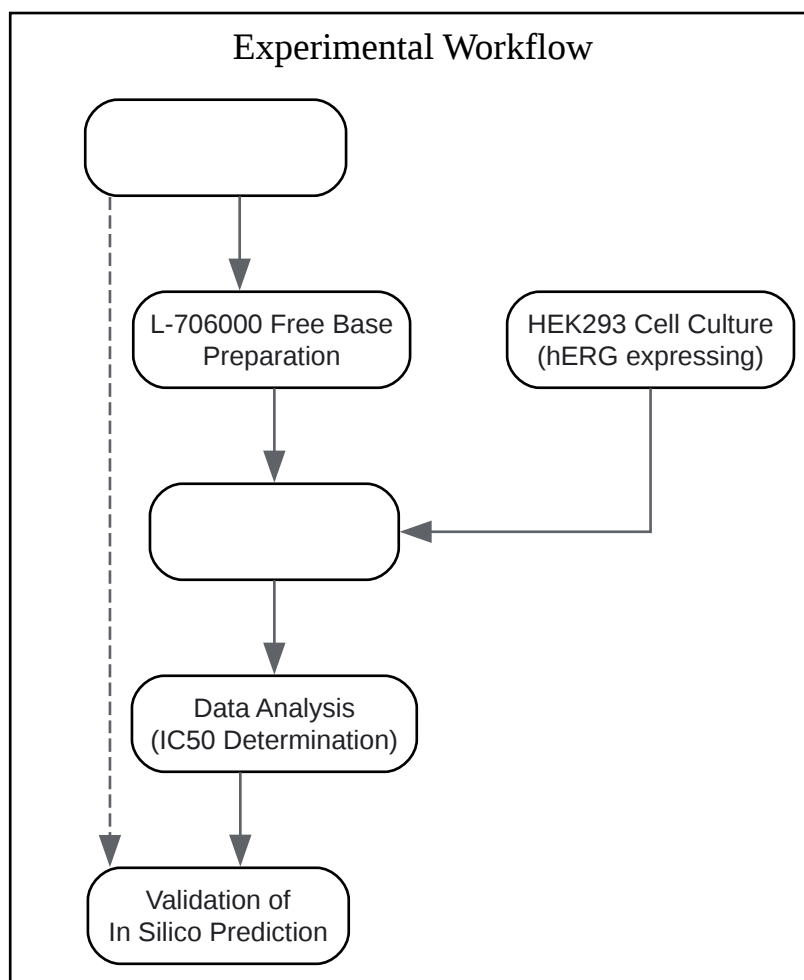 Experimental Workflow
L-706000 Free Base
Preparation
HEK293 Cell Culture
(hERG expressing)
Data Analysis
(IC50 Determination)
Validation of
In Silico Prediction